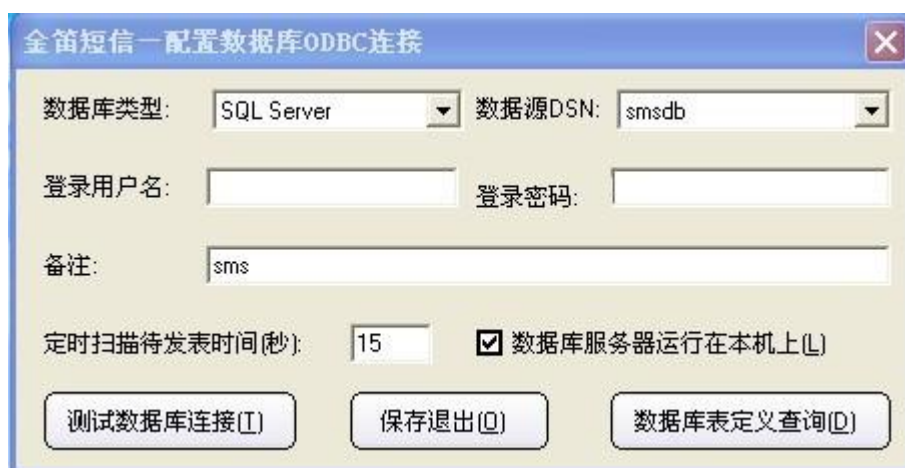 金笛短信—配置数据库ODBC连接
数据库类型: SQL Server 数据源DSN: smsdb
登录用户名: 登录密码:
备注: sms
定时扫描待发表时间(秒): 15 数据库服务器运行在本机上(L)
测试数据库连接(T) 保存退出(O) 数据库表定义查询(D)